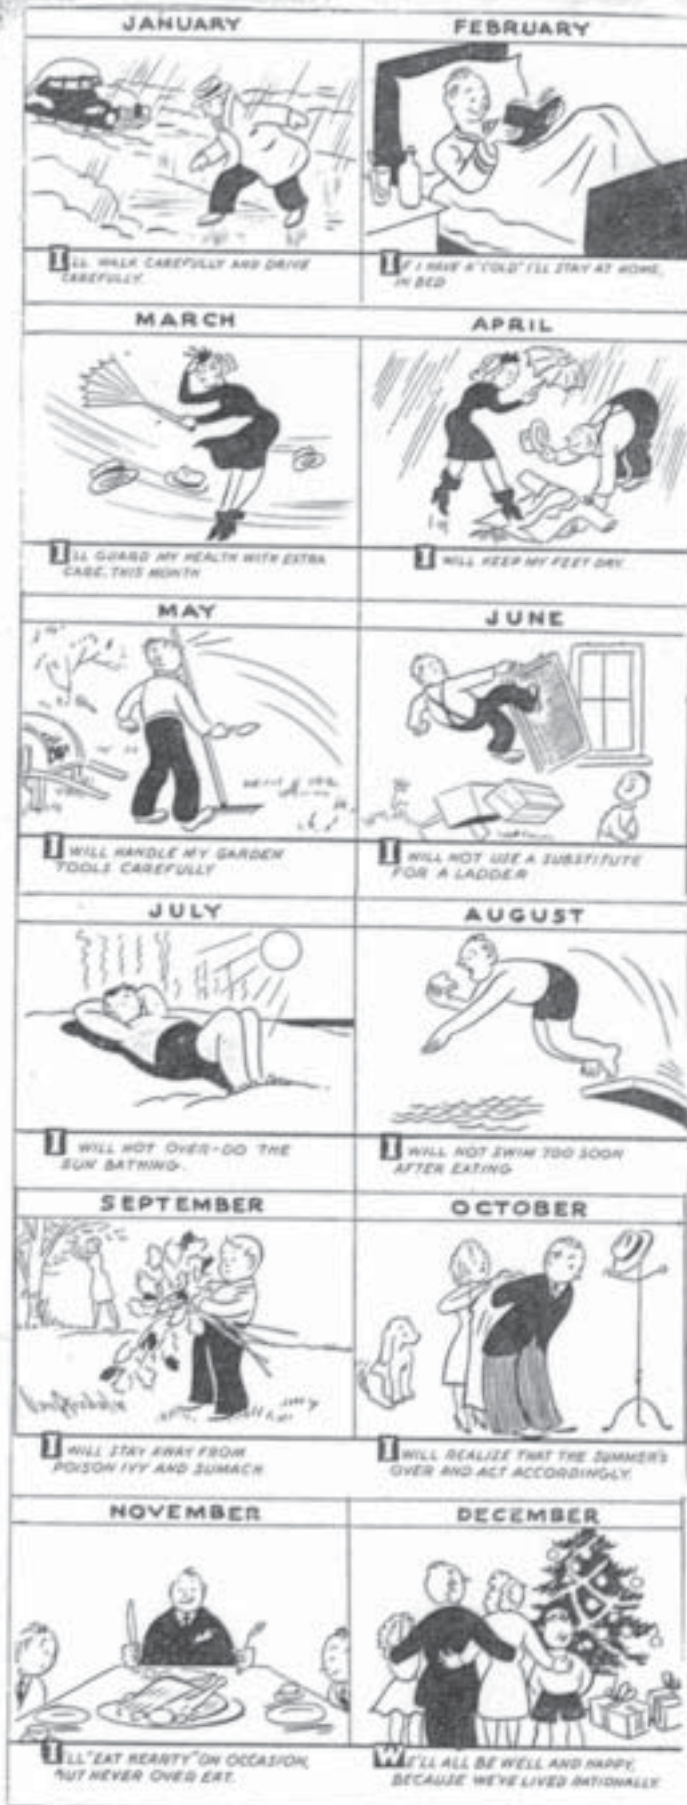 JANUARY
FEBRUARY
I'LL WALK CAREFULLY AND DRIVE
CAREFULLY.
IF I HAVE A "COLD" I'LL STAY AT HOME,
IN BED
MARCH
APRIL
I'LL GUARD MY HEALTH WITH EXTRA
CARE, THIS MONTH
I WILL KEEP MY FEET DRY.
MAY
JUNE
I WILL HANDLE MY GARDEN
TOOLS CAREFULLY
I WILL NOT USE A SUBSTITUTE
FOR A LADDER
JULY
AUGUST
I WILL NOT OVER-DO THE
SUN BATHING.
I WILL NOT SWIM TOO SOON
AFTER EATING
SEPTEMBER
OCTOBER
I WILL STAY AWAY FROM
POISON IVY AND SUMACH
I WILL REALIZE THAT THE SUMMER'S
OVER AND ACT ACCORDINGLY.
NOVEMBER
DECEMBER
I'LL "EAT HEARTY" ON OCCASION,
BUT NEVER OVER EAT.
WE'LL ALL BE WELL AND HAPPY,
BECAUSE WE'VE LIVED RATIONALLY